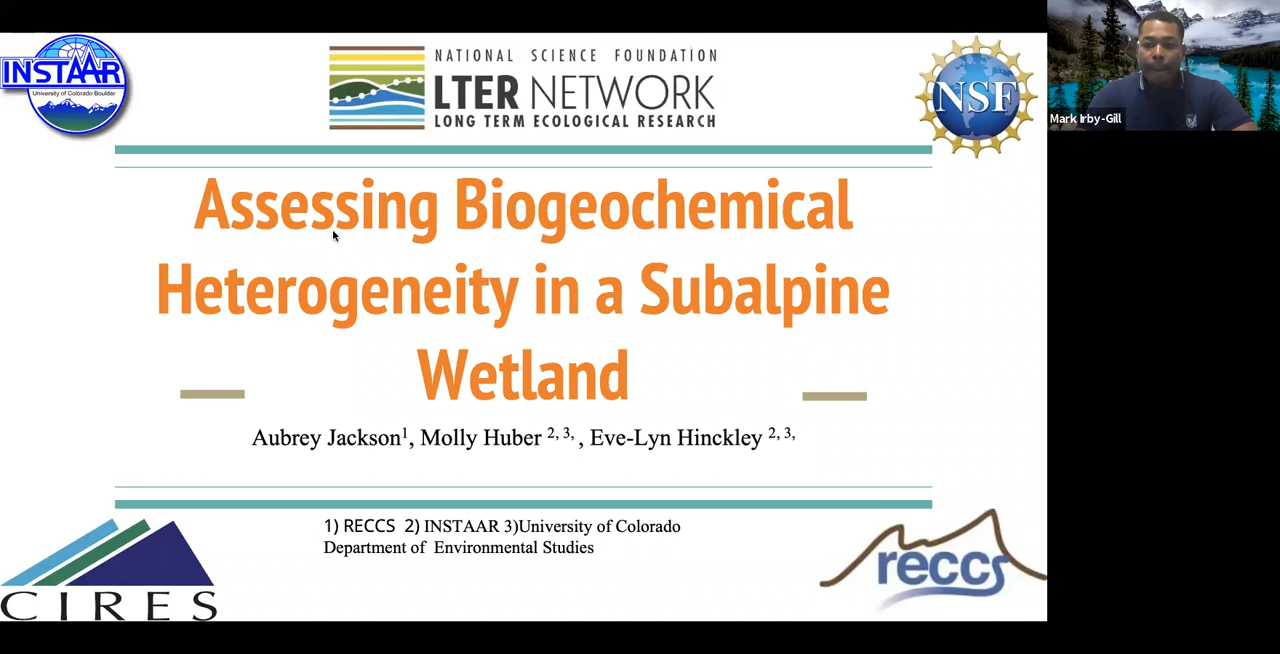 INSTAAR
University of Colorado Boulder
NATIONAL SCIENCE FOUNDATION
LTER NETWORK
LONG TERM ECOLOGICAL RESEARCH
NSF
Mark Irby-Gill
Assessing Biogeochemical
Heterogeneity in a Subalpine
Wetland
Aubrey Jackson1, Molly Huber 2, 3, , Eve-Lyn Hinckley 2, 3,
1) RECCS 2) INSTAAR 3)University of Colorado
Department of Environmental Studies
CIRES
reccs